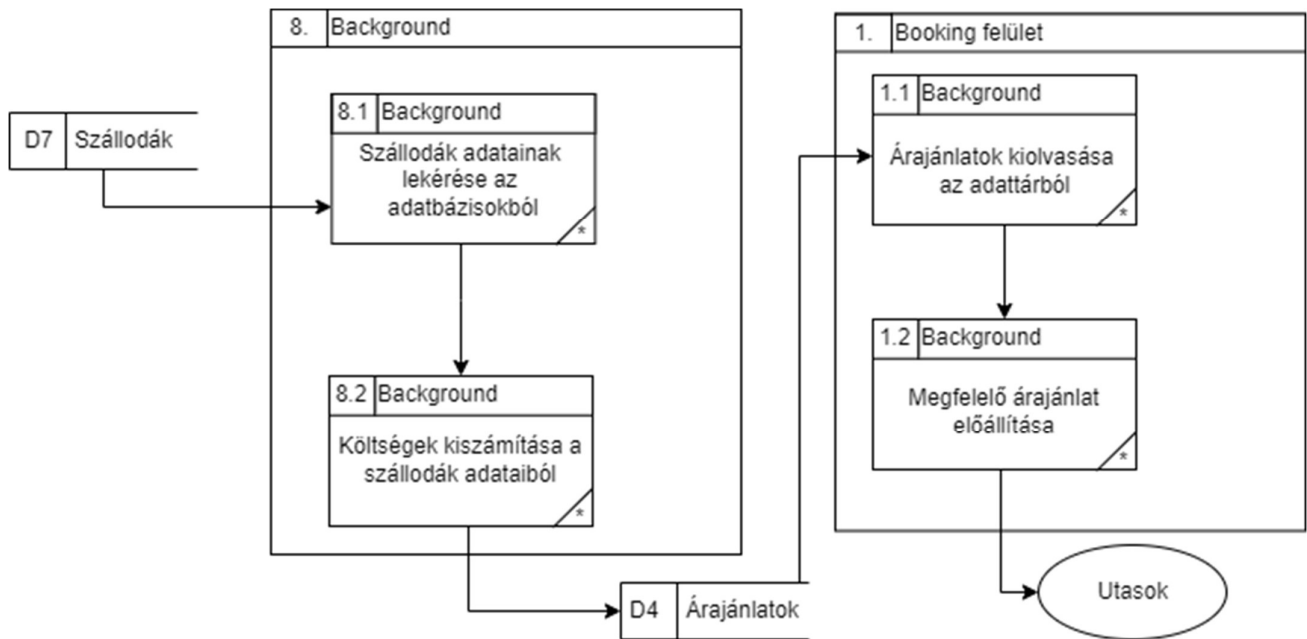 8. Background
D7 Szállodák
8.1 Background
Szállodák adatainak
lekérése az
adatbázisokból
*
8.2 Background
Költségek kiszámítása a
szállodák adataiból
*
D4 Árajánlatok
1. Booking felület
1.1 Background
Árajánlatok kiolvasása
az adattárból
*
1.2 Background
Megfelelő árajánlat
előállítása
*
Utasok